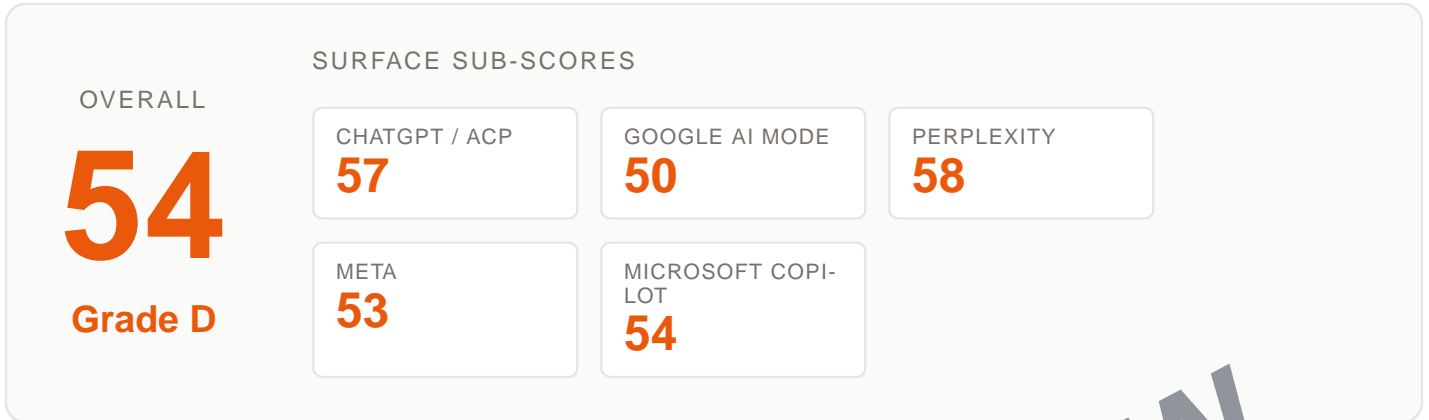 SURFACE SUB-SCORES
OVERALL
54
Grade D
CHATGPT / ACP
57
GOOGLE AI MODE
50
PERPLEXITY
58
META
53
MICROSOFT COPI-
LOT
54